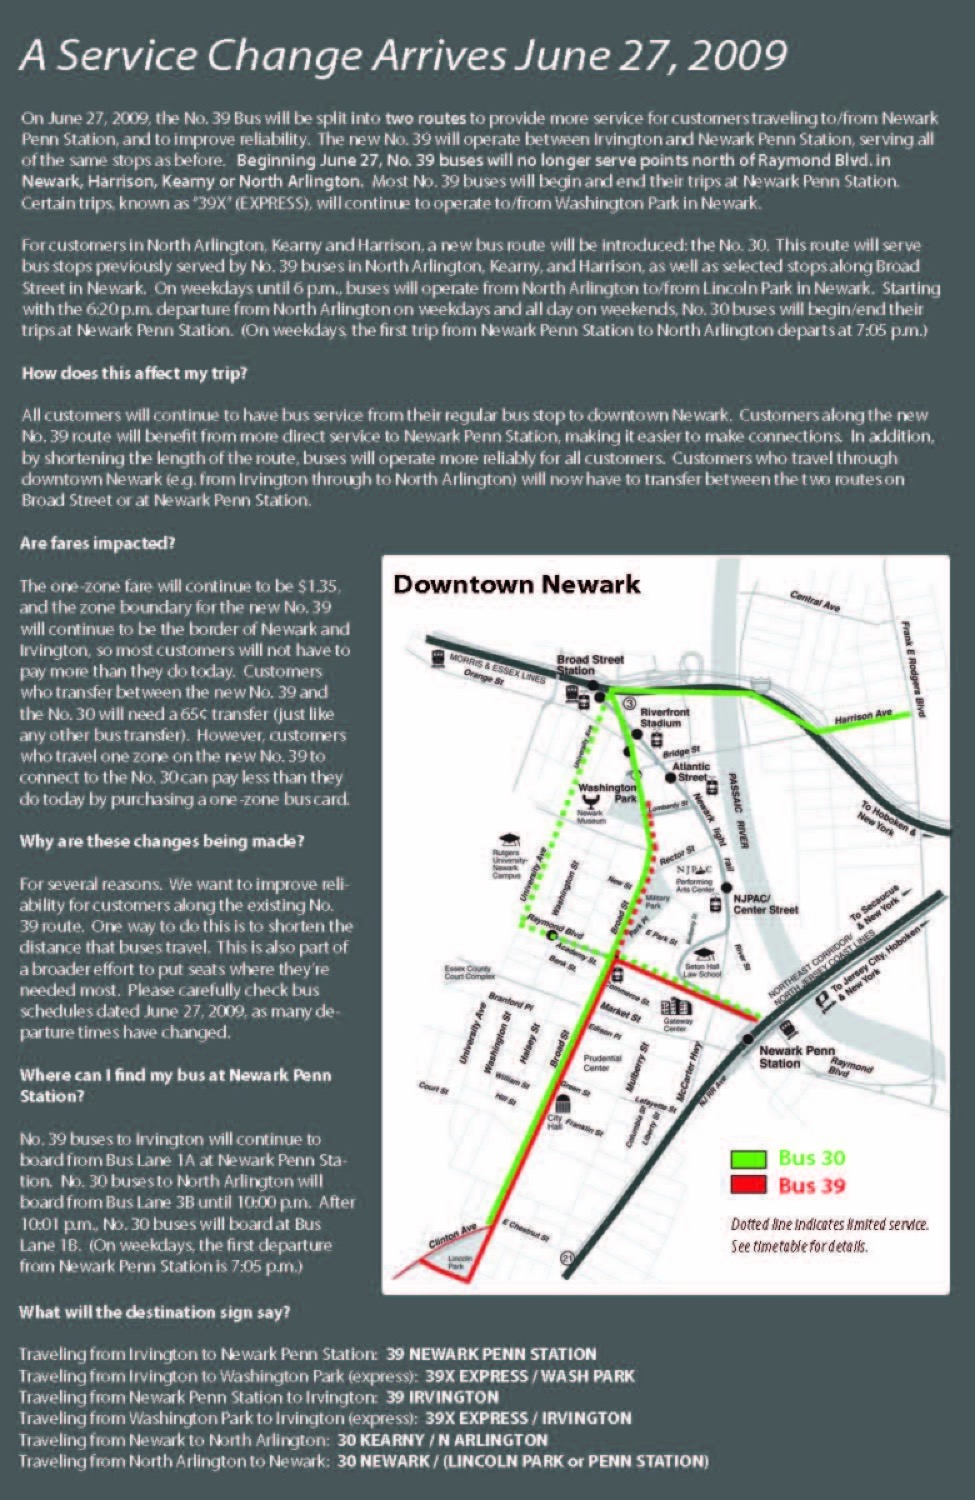 A Service Change Arrives June 27, 2009
On June 27, 2009, the No. 39 Bus will be split into two routes to provide more service for customers traveling to/from Newark
Penn Station, and to improve reliability. The new No. 39 will operate between Irvington and Newark Penn Station, serving all
of the same stops as before. Beginning June 27, No. 39 buses will no longer serve points north of Raymond Blvd. in
Newark, Harrison, Kearny or North Arlington. Most No. 39 buses will begin and end their trips at Newark Penn Station.
Certain trips, known as "39X" (EXPRESS), will continue to operate to/from Washington Park in Newark.
For customers in North Arlington, Kearny and Harrison, a new bus route will be introduced: the No. 30. This route will serve
bus stops previously served by No. 39 buses in North Arlington, Kearny, and Harrison, as well as selected stops along Broad
Street in Newark. On weekdays until 6 p.m., buses will operate from North Arlington to/from Lincoln Park in Newark. Starting
with the 6:20 p.m. departure from North Arlington on weekdays and all day on weekends, No. 30 buses will begin/end their
trips at Newark Penn Station. (On weekdays, the first trip from Newark Penn Station to North Arlington departs at 7:05 p.m.)
How does this affect my trip?
All customers will continue to have bus service from their regular bus stop to downtown Newark. Customers along the new
No. 39 route will benefit from more direct service to Newark Penn Station, making it easier to make connections. In addition,
by shortening the length of the route, buses will operate more reliably for all customers. Customers who travel through
downtown Newark (e.g. from Irvington through to North Arlington) will now have to transfer between the two routes on
Broad Street or at Newark Penn Station.
Are fares impacted?
The one-zone fare will continue to be $1.35,
and the zone boundary for the new No. 39
will continue to be the border of Newark and
Irvington, so most customers will not have to
pay more than they do today. Customers
who transfer between the new No. 39 and
the No. 30 will need a 65¢ transfer (just like
any other bus transfer). However, customers
who travel one zone on the new No. 39 to
connect to the No. 30 can pay less than they
do today by purchasing a one-zone bus card.
Why are these changes being made?
For several reasons. We want to improve reli-
ability for customers along the existing No.
39 route. One way to do this is to shorten the
distance that buses travel. This is also part of
a broader effort to put seats where they're
needed most. Please carefully check bus
schedules dated June 27, 2009, as many de-
parture times have changed.
Where can I find my bus at Newark Penn
Station?
No. 39 buses to Irvington will continue to
board from Bus Lane 1A at Newark Penn Sta-
tion. No. 30 buses to North Arlington will
board from Bus Lane 3B until 10:00 p.m. After
10:01 p.m., No. 30 buses will board at Bus
Lane 1B. (On weekdays, the first departure
from Newark Penn Station is 7:05 p.m.)
What will the destination sign say?
Traveling from Irvington to Newark Penn Station: 39 NEWARK PENN STATION
Traveling from Irvington to Washington Park (express): 39X EXPRESS / WASH PARK
Traveling from Newark Penn Station to Irvington: 39 IRVINGTON
Traveling from Washington Park to Irvington (express): 39X EXPRESS / IRVINGTON
Traveling from Newark to North Arlington: 30 KEARNY / N ARLINGTON
Traveling from North Arlington to Newark: 30 NEWARK / (LINCOLN PARK or PENN STATION)
Downtown Newark
Central Ave
Frank E Rodgers Blvd
MORRIS & ESSEX LINES
Orange St
Broad Street
Station
3
Harrison Ave
Riverfront
Stadium
University Ave
Bridge St
Atlantic
Street
Washington
Park
Newark
Museum
Lombardy St
Newark light rail
PASSAIC RIVER
To Hoboken &
New York
Rutgers
University-
Newark
Campus
University Ave
Washington St
Rector St
NJPAC
Performing
Arts Center
New St
Military
Park
NJPAC/
Center Street
To Secaucus
& New York
Broad St
Park Pl
E Park St
Raymond Blvd
Academy St
Bank St
River St
Seton Hall
Law School
NORTHEAST CORRIDOR/
NORTH JERSEY COAST LINES
To Jersey City, Hoboken
& New York
Essex County
Court Complex
Commerce St
Gateway
Center
Market St
Branford Pl
University Ave
Washington St
Halsey St
Broad St
Edison Pl
Prudential
Center
Mulberry St
McCarter Hwy
Newark Penn
Station
Raymond
Blvd
NJ RR Ave
Court St
William St
Hill St
Green St
City
Hall
Franklin St
Lafayette St
Columbia St
Liberty St
Clinton Ave
E Chestnut St
Lincoln
Park
21
Bus 30
Bus 39
Dotted line indicates limited service.
See timetable for details.